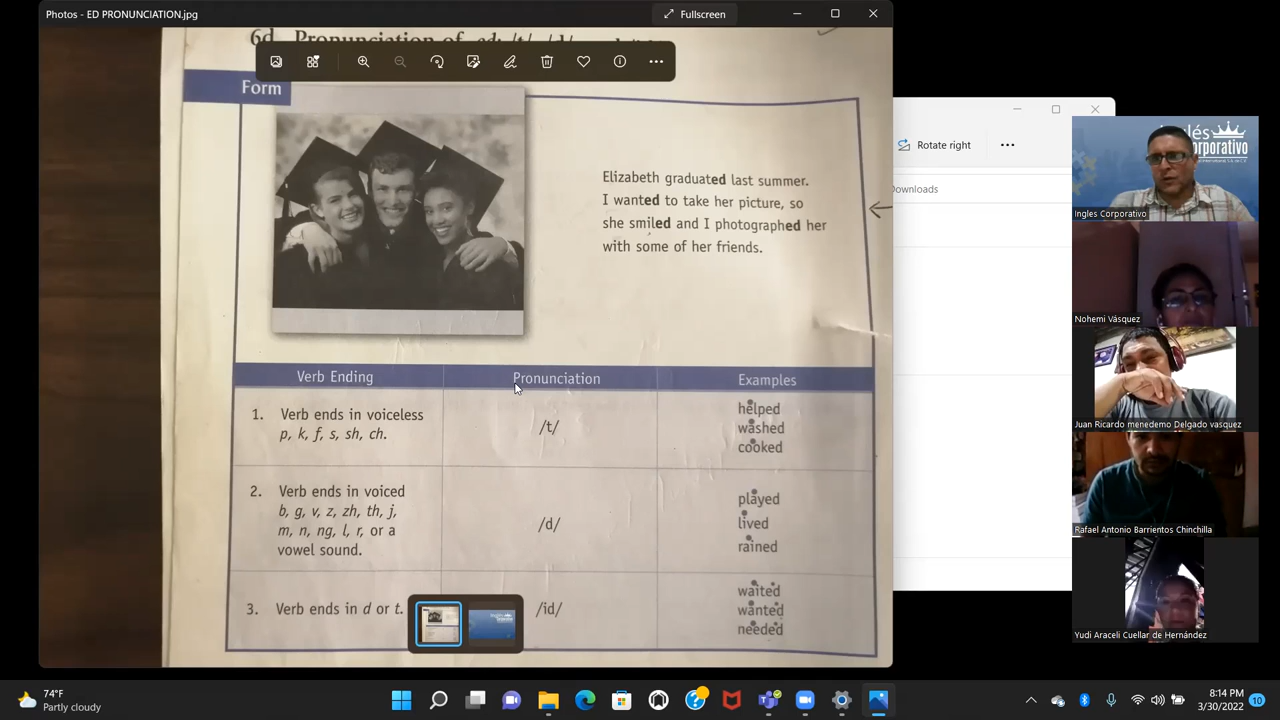 Photos - ED PRONUNCIATION.jpg
Fullscreen
6d Pronunciation of ed: /t/, /d/,
Form
Elizabeth graduated last summer.
I wanted to take her picture, so
she smiled and I photographed her
with some of her friends.
Verb Ending Pronunciation Examples
1. Verb ends in voiceless
p, k, f, s, sh, ch.
/t/
helped
washed
cooked
2. Verb ends in voiced
b, g, v, z, zh, th, j,
m, n, ng, l, r, or a
vowel sound.
/d/
played
lived
rained
3. Verb ends in d or t.
/id/
waited
wanted
needed
Rotate right
Downloads
Inglés
Corporativo
Ingles Corporativo
Nohemi Vásquez
Juan Ricardo menedemo Delgado vasquez
Rafael Antonio Barrientos Chinchilla
Yudi Araceli Cuellar de Hernández
74°F
Partly cloudy
8:14 PM
3/30/2022
10